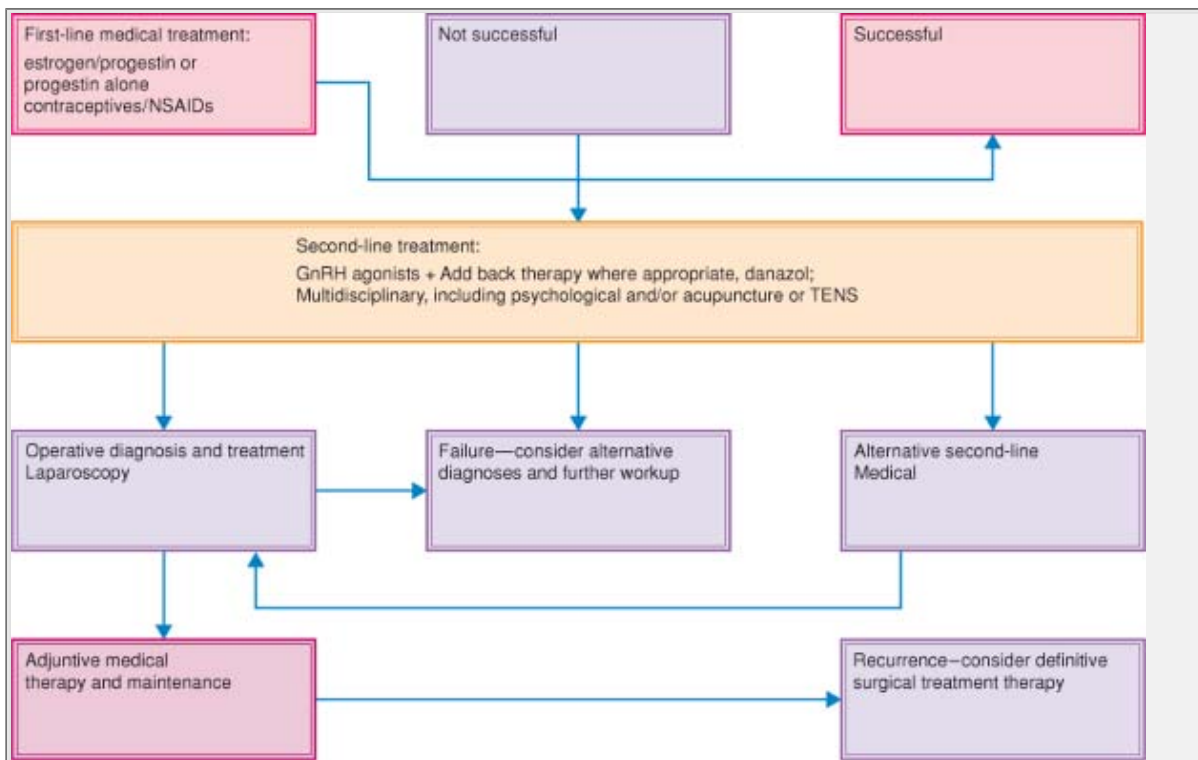 First-line medical treatment:
estrogen/progestin or
progestin alone
contraceptives/NSAIDs
Not successful
Successful
Second-line treatment:
GnRH agonists + Add back therapy where appropriate, danazol;
Multidisciplinary, including psychological and/or acupuncture or TENS
Operative diagnosis and treatment
Laparoscopy
Failure—consider alternative
diagnoses and further workup
Alternative second-line
Medical
Adjuntive medical
therapy and maintenance
Recurrence–consider definitive
surgical treatment therapy